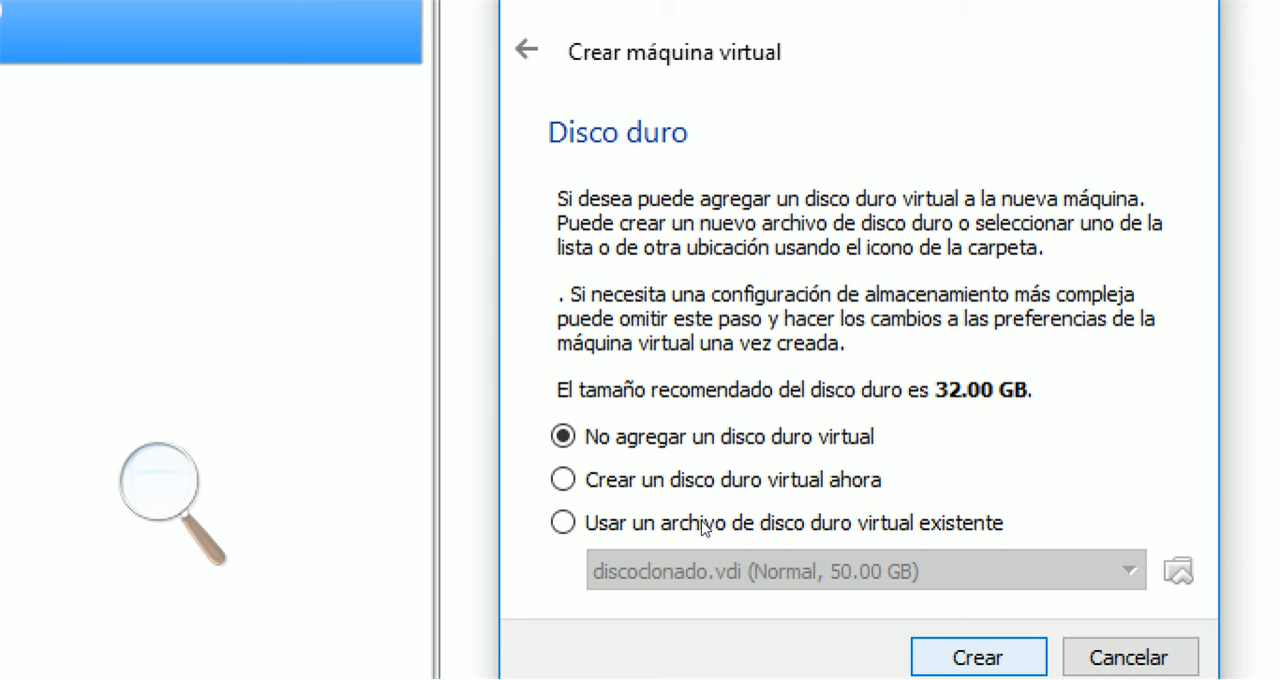 Crear máquina virtual
Disco duro
Si desea puede agregar un disco duro virtual a la nueva máquina.
Puede crear un nuevo archivo de disco duro o seleccionar uno de la
lista o de otra ubicación usando el icono de la carpeta.
. Si necesita una configuración de almacenamiento más compleja
puede omitir este paso y hacer los cambios a las preferencias de la
máquina virtual una vez creada.
El tamaño recomendado del disco duro es 32.00 GB.
No agregar un disco duro virtual
Crear un disco duro virtual ahora
Usar un archivo de disco duro virtual existente
discoclonado.vdi (Normal, 50.00 GB)
Crear
Cancelar